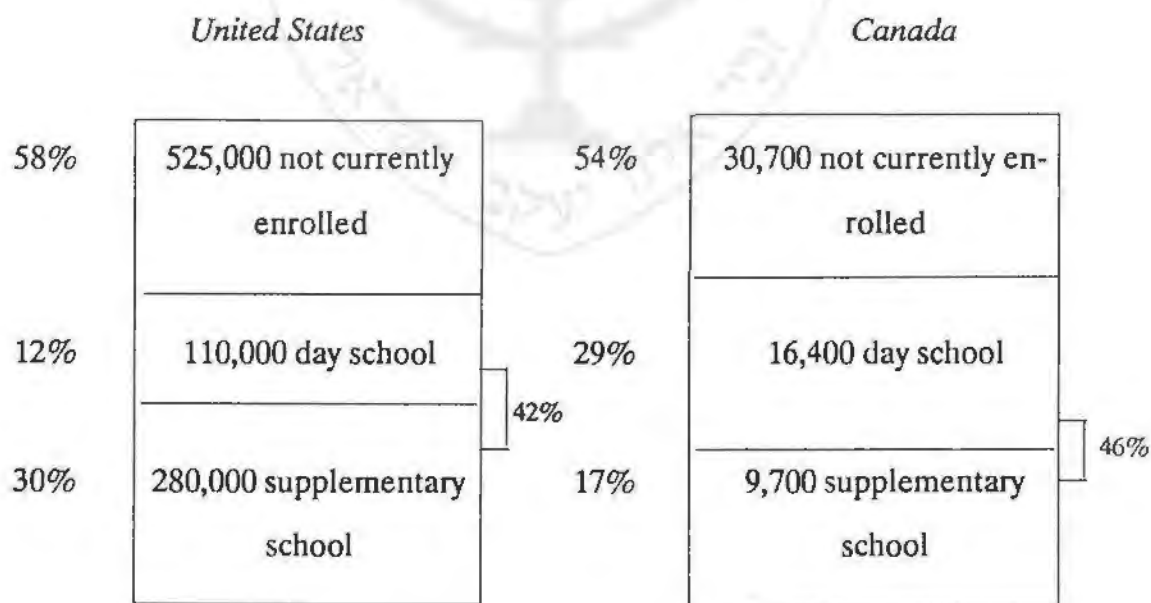 United States
Canada
58%
525,000 not currently
enrolled
12%
110,000 day school
42%
30%
280,000 supplementary
school
54%
30,700 not currently en-
rolled
29%
16,400 day school
46%
17%
9,700 supplementary
school